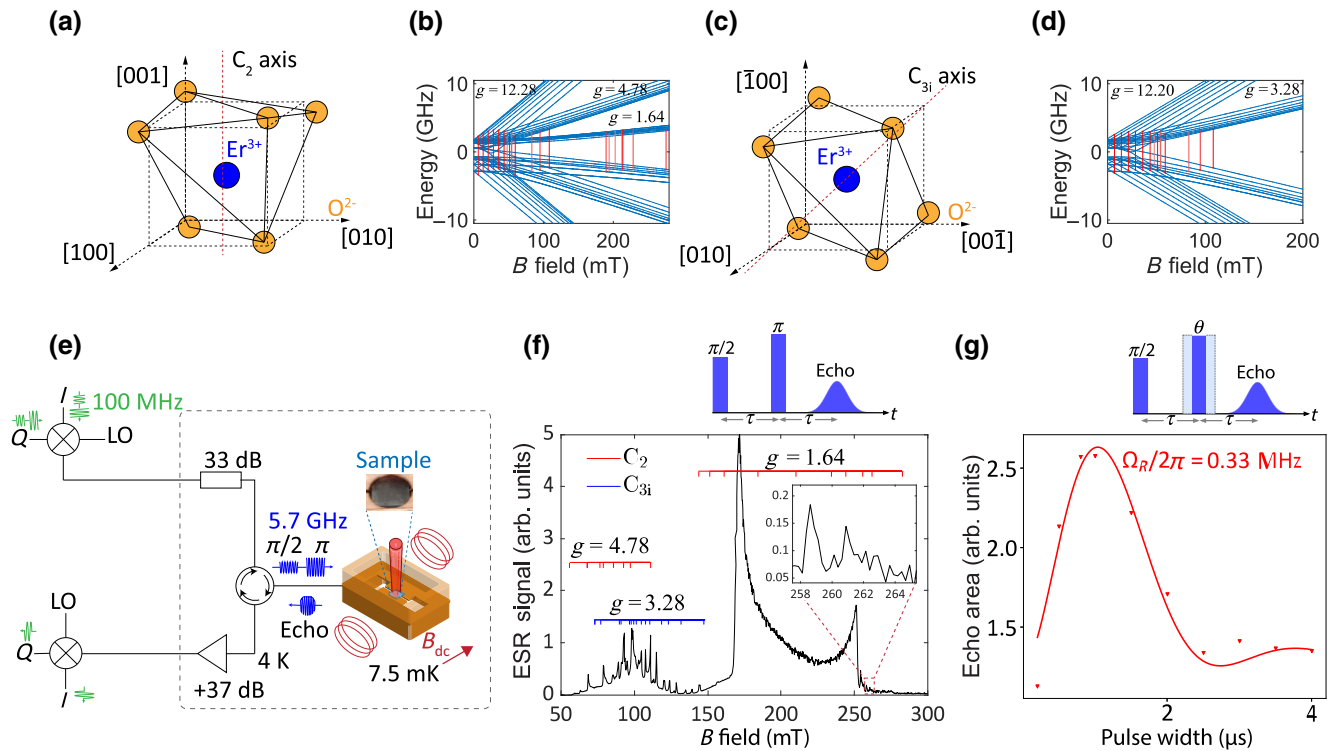 (a)
[001]
C2 axis
Er3+
O2-
[100]
[010]
(b)
Energy (GHz)
10
0
−10
g = 12.28
g = 4.78
g = 1.64
0
100
200
B field (mT)
(c)
[1̄00]
C3i axis
Er3+
O2-
[010]
[001̄]
(d)
Energy (GHz)
10
0
−10
g = 12.20
g = 3.28
0
100
200
B field (mT)
(e)
I
100 MHz
Q
LO
33 dB
Sample
5.7 GHz
π/2 π
Echo
LO
Q
I
4 K
+37 dB
Bdc
7.5 mK
(f)
π/2
π
Echo
τ
τ
t
ESR signal (arb. units)
5
4
3
2
1
0
C2
C3i
g = 1.64
g = 4.78
g = 3.28
0.2
0.15
0.1
0.05
258 260 262 264
50 100 150 200 250 300
B field (mT)
(g)
π/2
θ
Echo
τ
τ
t
Echo area (arb. units)
2.5
2.0
1.5
ΩR/2π = 0.33 MHz
2
4
Pulse width (μs)